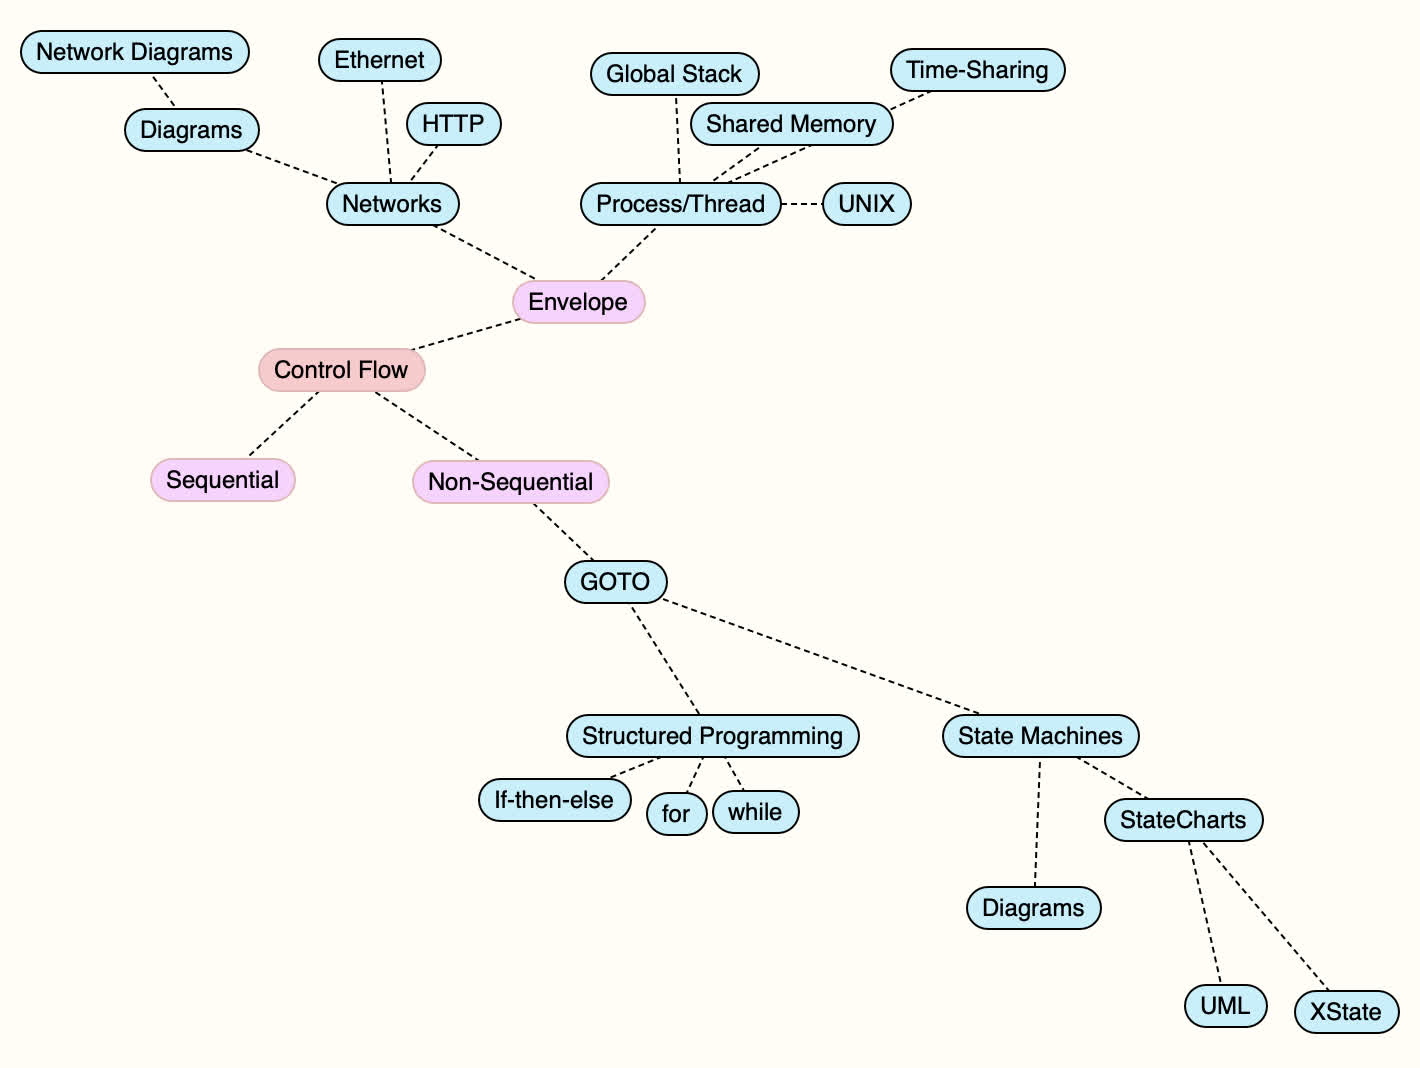 Network Diagrams
Ethernet
Global Stack
Time-Sharing
Diagrams
HTTP
Shared Memory
Networks
Process/Thread
UNIX
Envelope
Control Flow
Sequential
Non-Sequential
GOTO
Structured Programming
State Machines
If-then-else
for
while
StateCharts
Diagrams
UML
XState